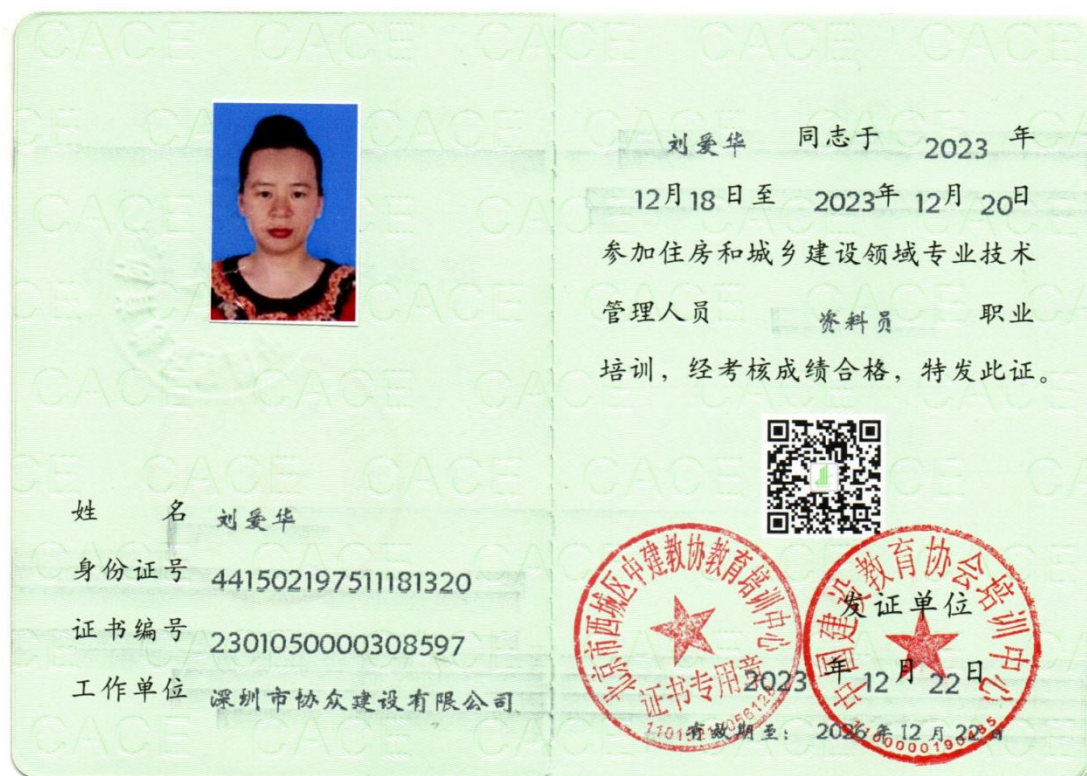 姓 名 刘爱华
身份证号 441502197511181320
证书编号 2301050000308597
工作单位 深圳市协众建设有限公司
刘爱华 同志于 2023 年
12月 18 日至 2023年 12月 20日
参加住房和城乡建设领域专业技术
管理人员 资料员 职业
培训，经考核成绩合格，特发此证。
北京市西城区中建教协教育培训中心
证书专用章
中国建设教育协会培训中心
发证单位
2023 年 12 月 22 日
有效期至： 2026 年 12 月 22 日
CACE